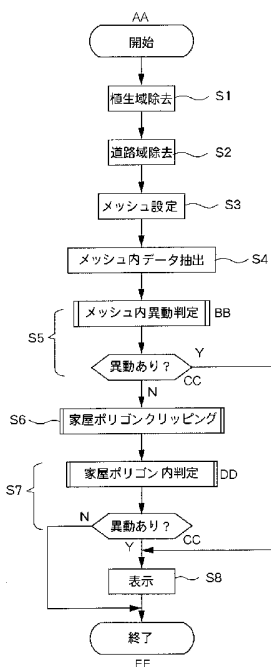 AA
開始
植生域除去 S1
道路域除去 S2
メッシュ設定 S3
メッシュ内データ抽出 S4
メッシュ内異動判定 BB
S5
異動あり? Y
CC
N
S6 家屋ポリゴンクリッピング
家屋ポリゴン内判定 DD
S7
N 異動あり?
CC
Y
表示 S8
終了
EE